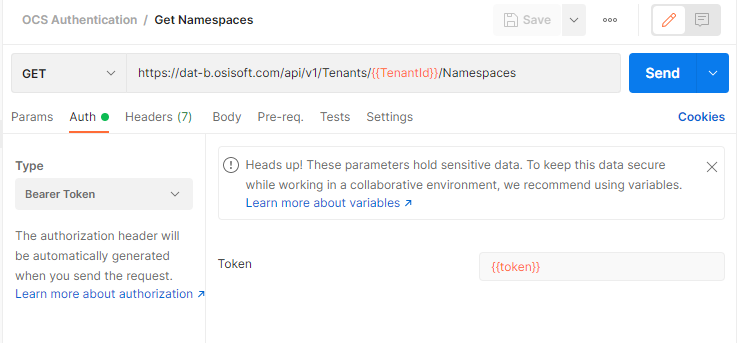 OCS Authentication / Get Namespaces
Save
GET
https://dat-b.osisoft.com/api/v1/Tenants/{{TenantId}}/Namespaces
Send
Params Auth Headers (7) Body Pre-req. Tests Settings Cookies
Type
Bearer Token
The authorization header will
be automatically generated
when you send the request.
Learn more about authorization ↗
Heads up! These parameters hold sensitive data. To keep this data secure
while working in a collaborative environment, we recommend using variables.
Learn more about variables ↗
Token
{{token}}